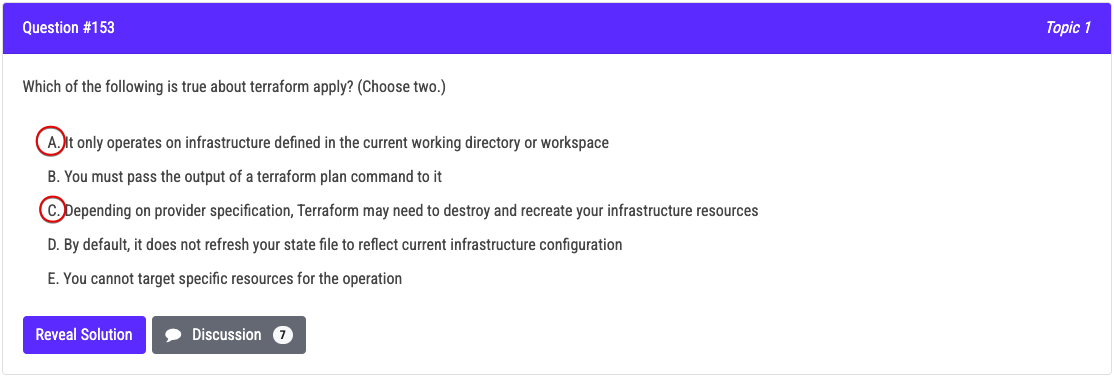 Question #153 Topic 1
Which of the following is true about terraform apply? (Choose two.)
A. It only operates on infrastructure defined in the current working directory or workspace
B. You must pass the output of a terraform plan command to it
C. Depending on provider specification, Terraform may need to destroy and recreate your infrastructure resources
D. By default, it does not refresh your state file to reflect current infrastructure configuration
E. You cannot target specific resources for the operation
Reveal Solution Discussion 7